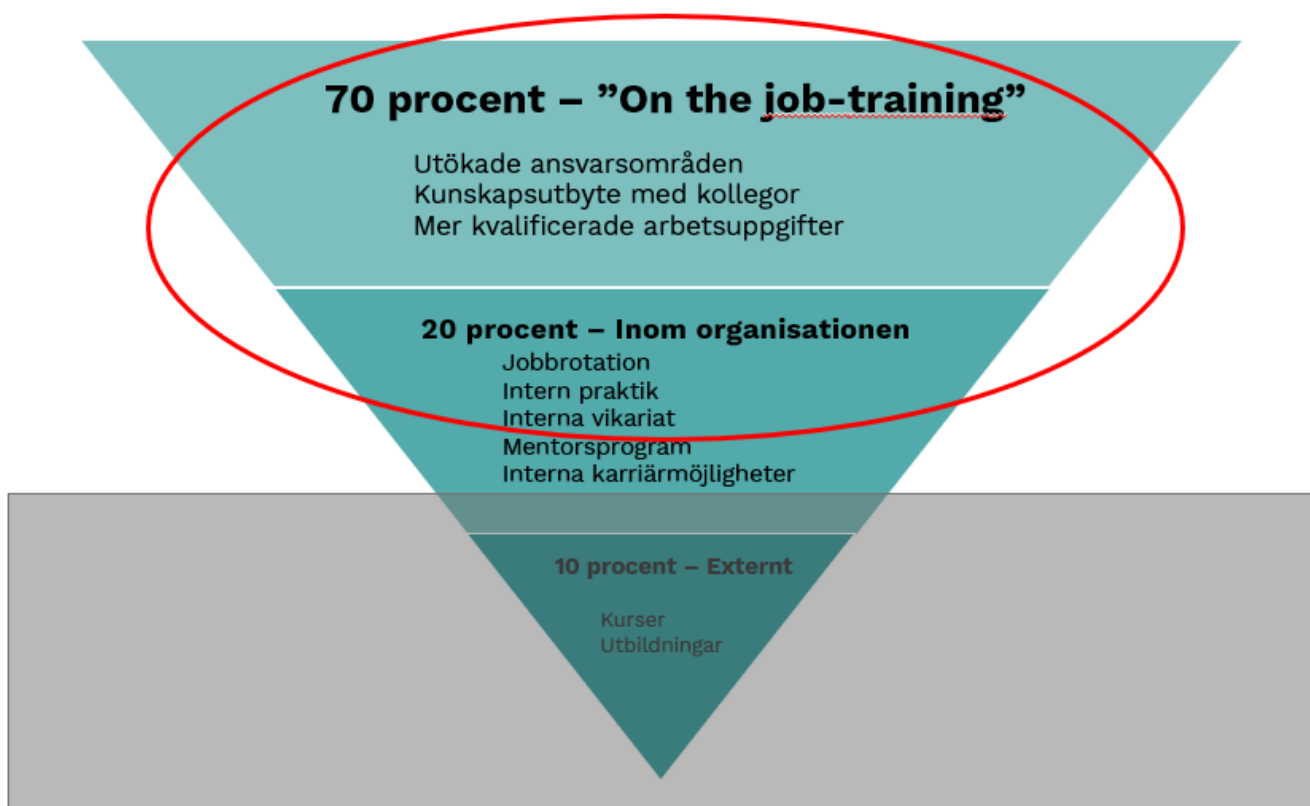 70 procent – ”On the job-training”
Utökade ansvarsområden
Kunskapsutbyte med kollegor
Mer kvalificerade arbetsuppgifter
20 procent – Inom organisationen
Jobbrotation
Intern praktik
Interna vikariat
Mentorsprogram
Interna karriärmöjligheter
10 procent – Externt
Kurser
Utbildningar